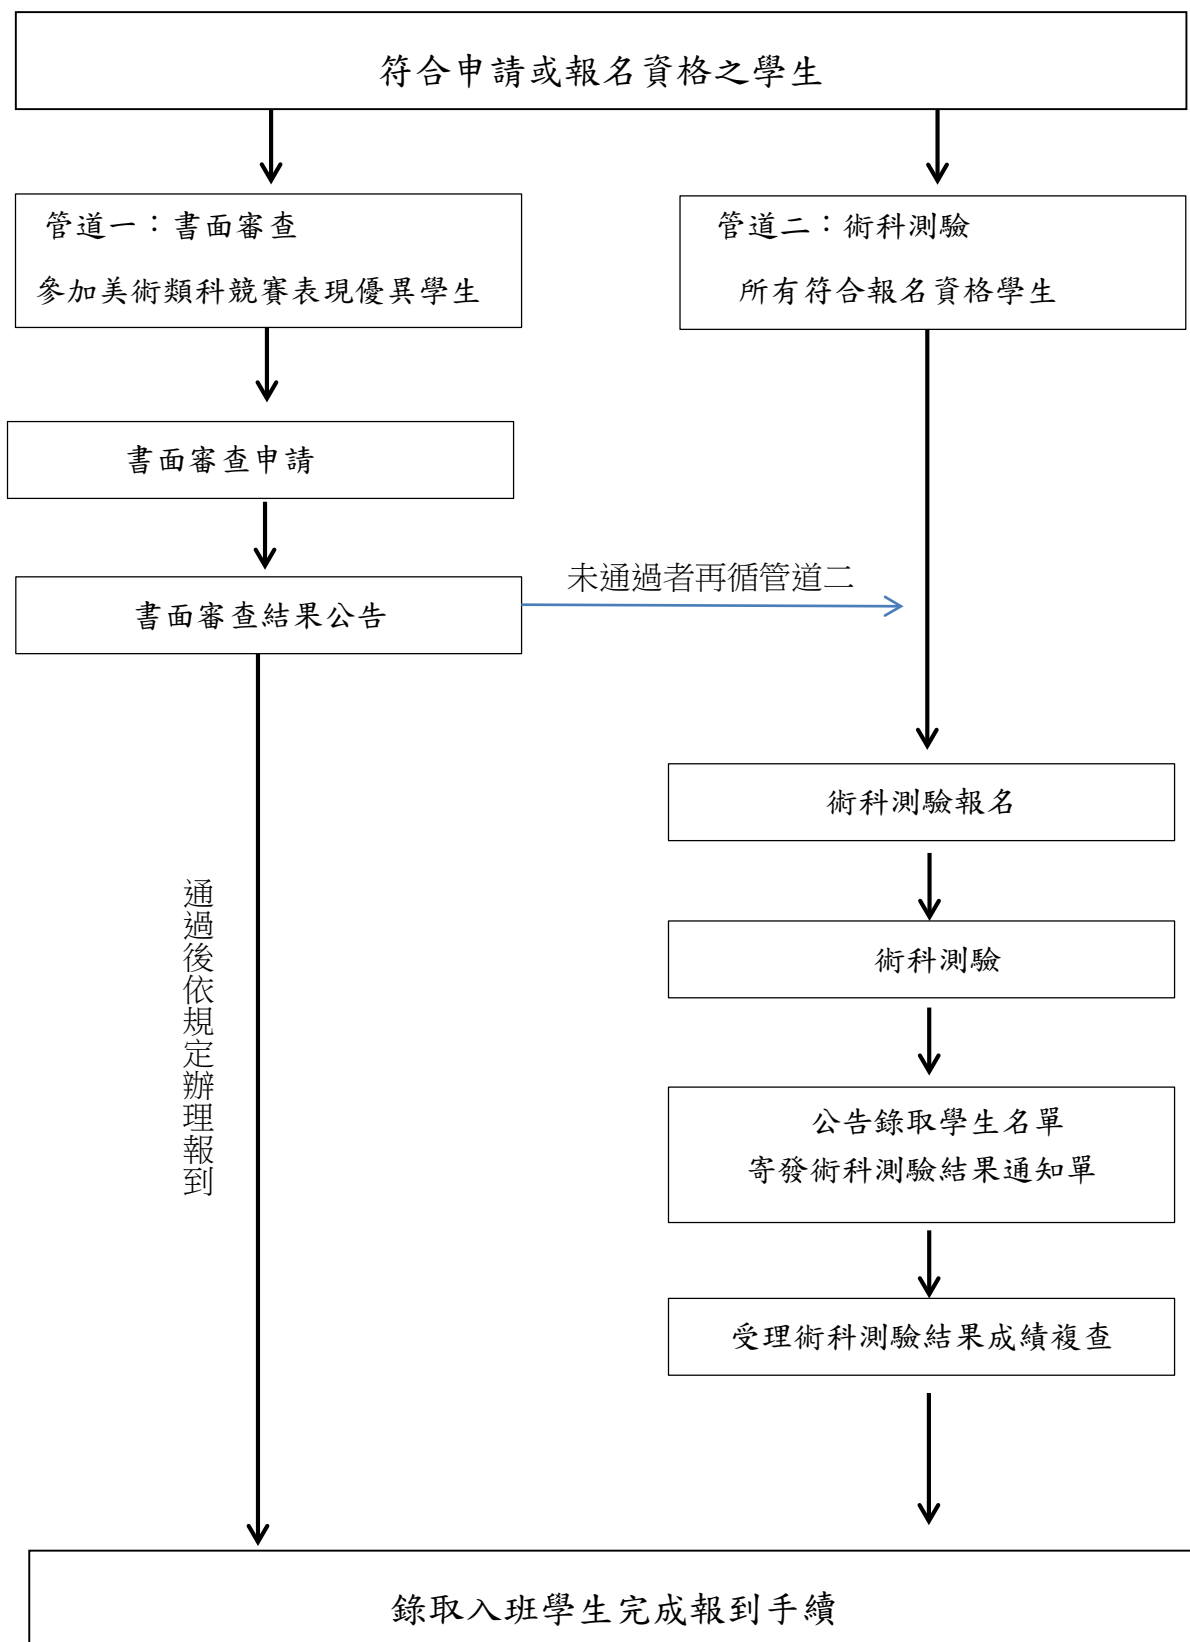 符合申請或報名資格之學生
管道一：書面審查
參加美術類科競賽表現優異學生
管道二：術科測驗
所有符合報名資格學生
書面審查申請
書面審查結果公告
未通過者再循管道二
通過後依規定辦理報到
術科測驗報名
術科測驗
公告錄取學生名單
寄發術科測驗結果通知單
受理術科測驗結果成績複查
錄取入班學生完成報到手續